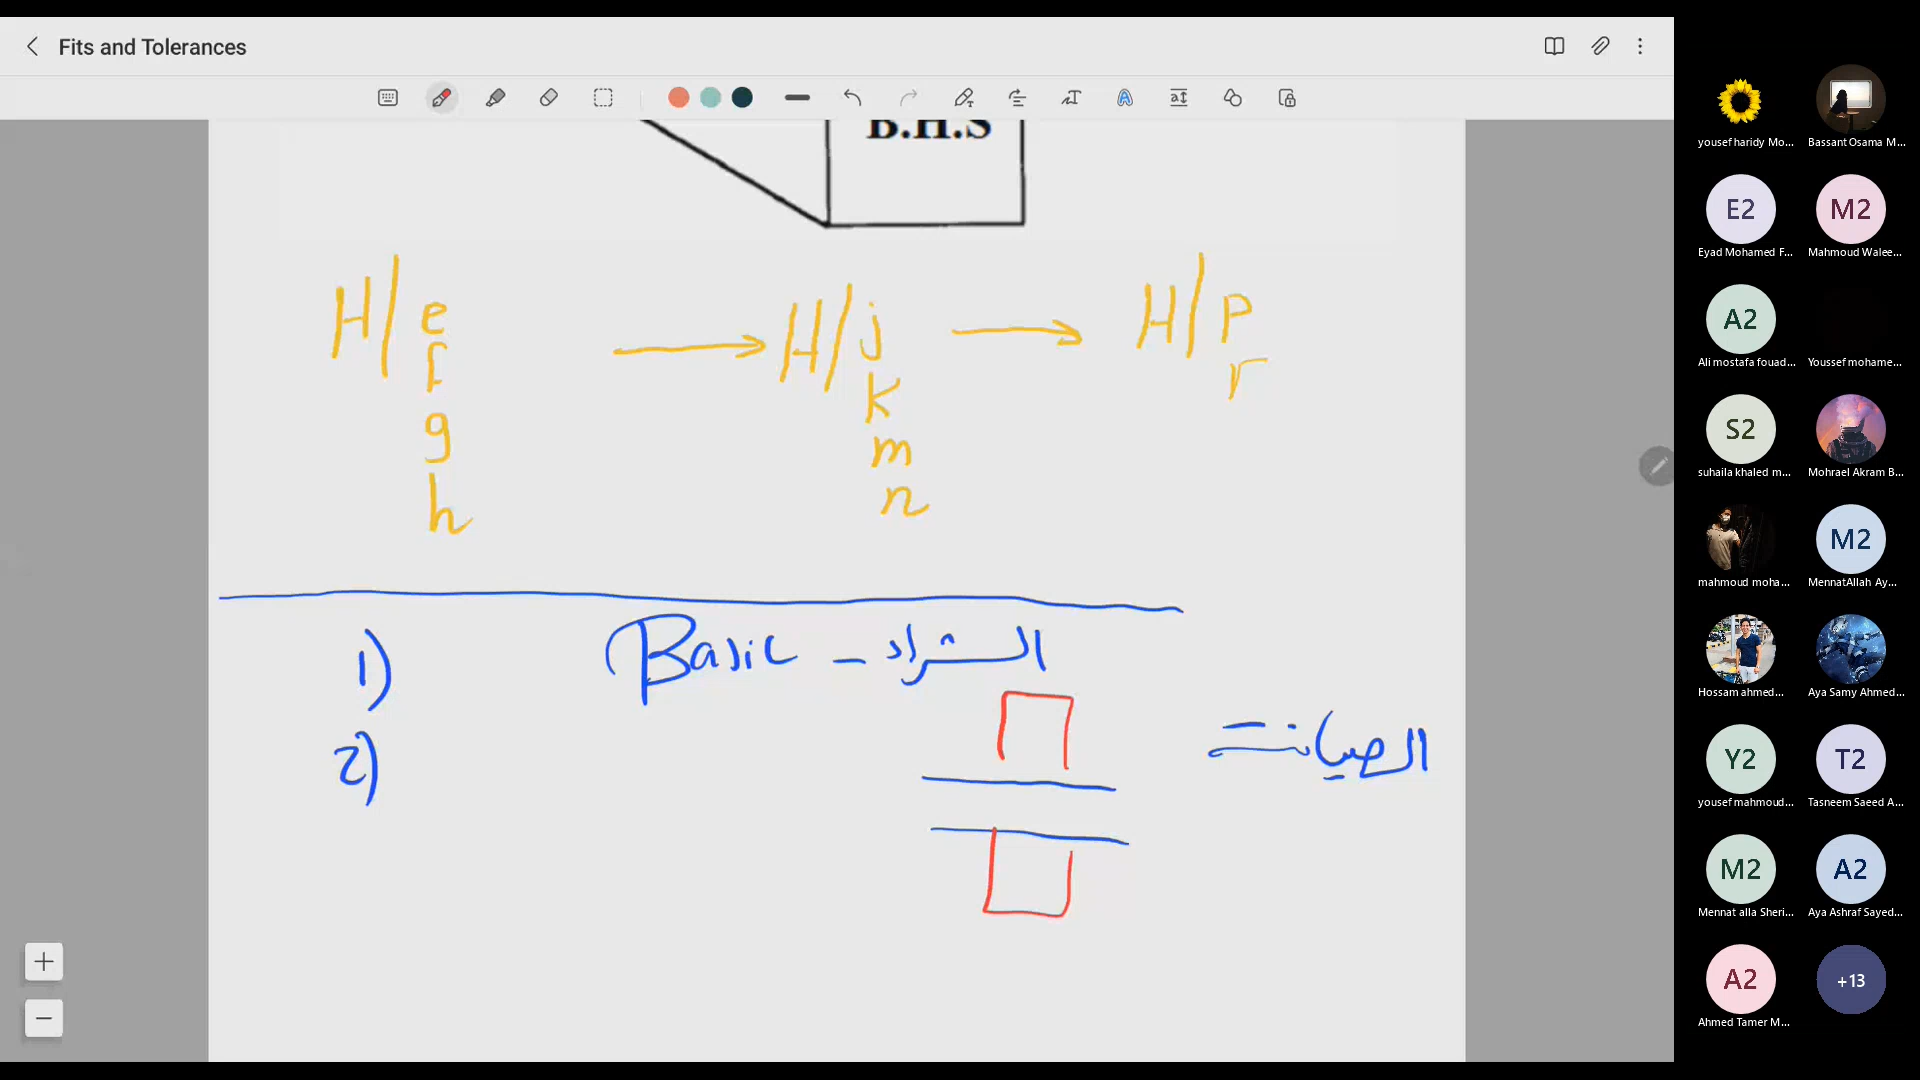 Fits and Tolerances
B.H.S
H/e → H/j → H/p
f k r
g m
h n
1) Basic - الشراء
2) الصيانة
yousef haridy Mo...
Bassant Osama M...
E2
Eyad Mohamed F...
M2
Mahmoud Walee...
A2
Ali mostafa fouad...
Youssef mohame...
S2
suhaila khaled m...
Mohrael Akram B...
mahmoud moha...
M2
MennatAllah Ay...
Hossam ahmed...
Aya Samy Ahmed...
Y2
yousef mahmoud...
T2
Tasneem Saeed A...
M2
Mennat alla Sheri...
A2
Aya Ashraf Sayed...
A2
Ahmed Tamer M...
+13